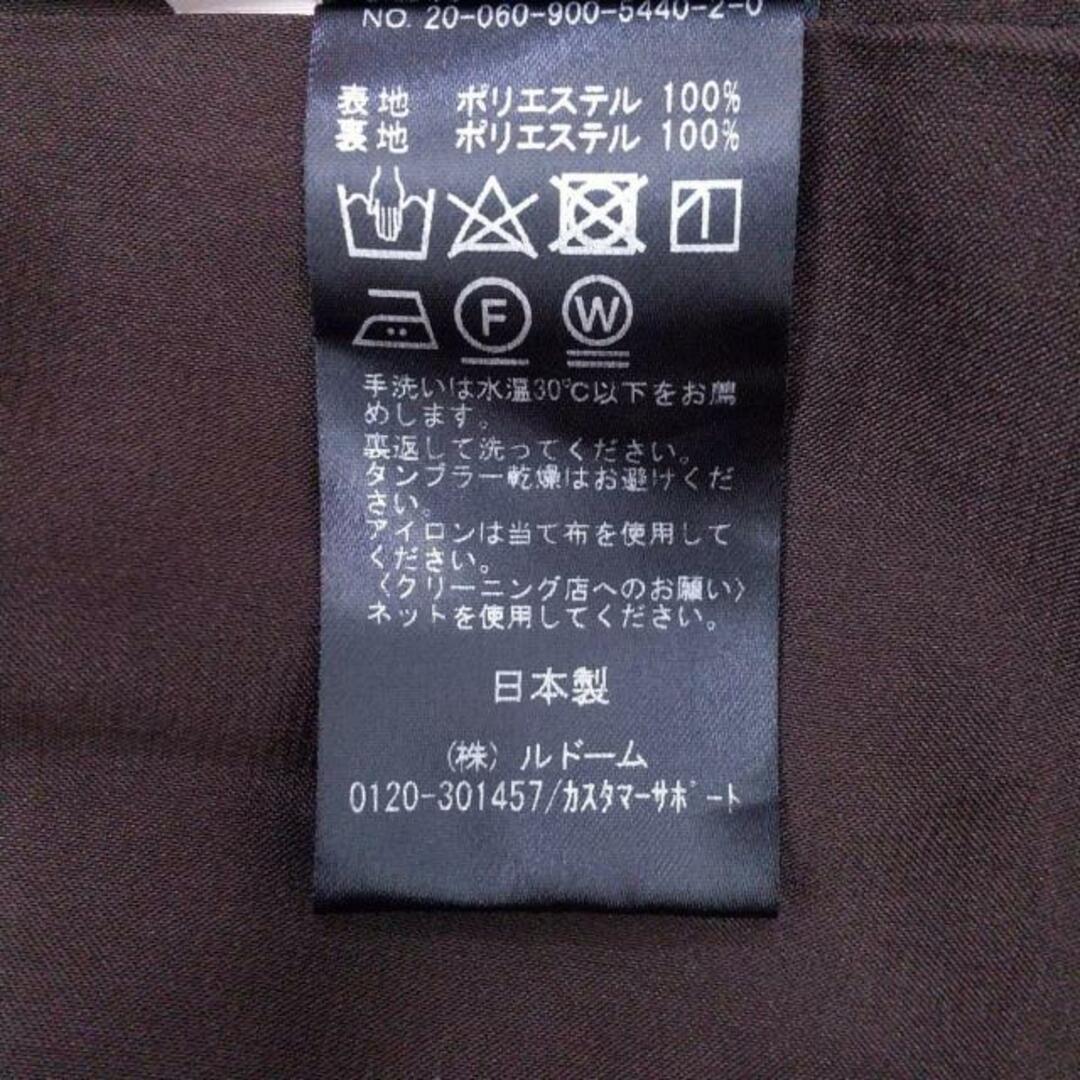 NO. 20-060-900-5440-2-0
表地 ポリエステル 100%
裏地 ポリエステル 100%
F W
手洗いは水温30℃以下をお薦
めします。
裏返して洗ってください。
タンブラー乾燥はお避けくだ
さい。
アイロンは当て布を使用して
ください。
〈クリーニング店へのお願い〉
ネットを使用してください。
日本製
(株) ルドーム
0120-301457/ｶｽﾀﾏｰｻﾎﾟｰﾄ